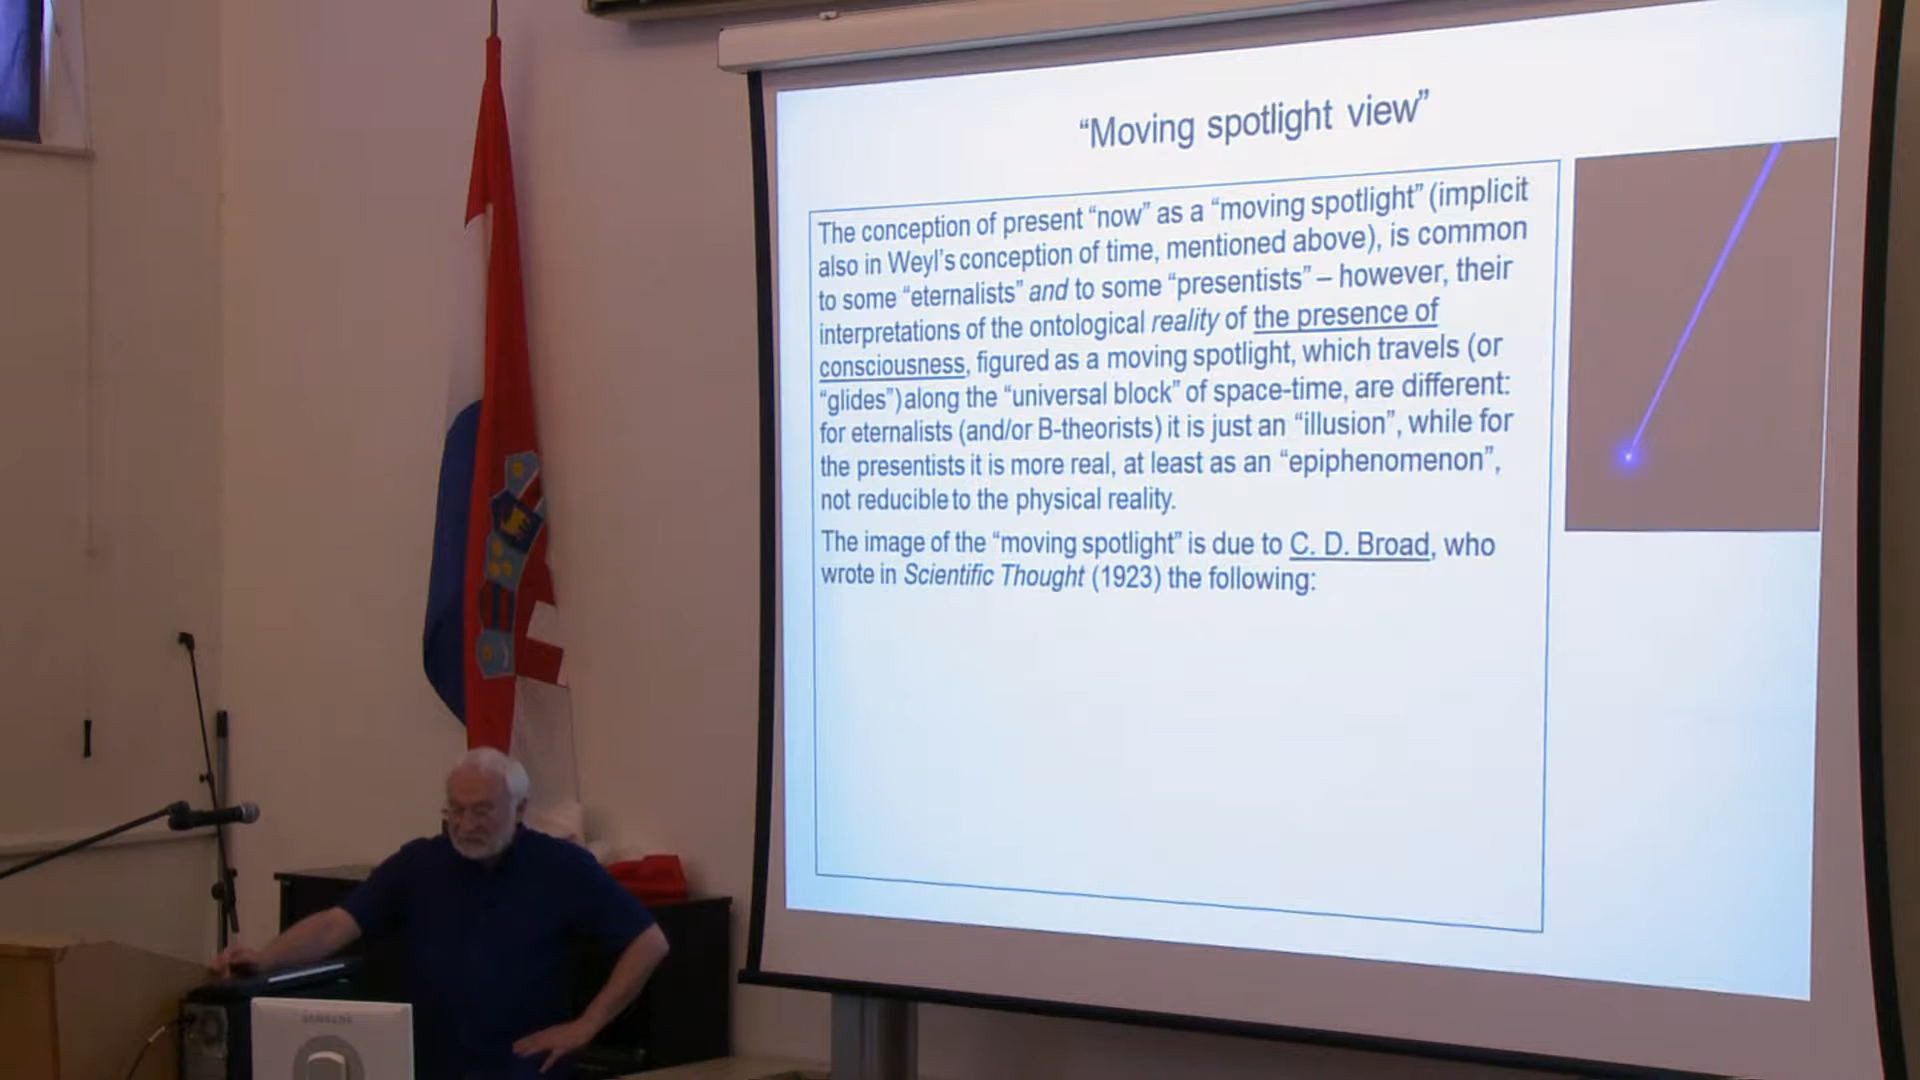 “Moving spotlight view”
The conception of present “now” as a “moving spotlight” (implicit
also in Weyl’s conception of time, mentioned above), is common
to some “eternalists” and to some “presentists” – however, their
interpretations of the ontological reality of the presence of
consciousness, figured as a moving spotlight, which travels (or
“glides”) along the “universal block” of space-time, are different:
for eternalists (and/or B-theorists) it is just an “illusion”, while for
the presentists it is more real, at least as an “epiphenomenon”,
not reducible to the physical reality.
The image of the “moving spotlight” is due to C. D. Broad, who
wrote in Scientific Thought (1923) the following:
SAMSUNG